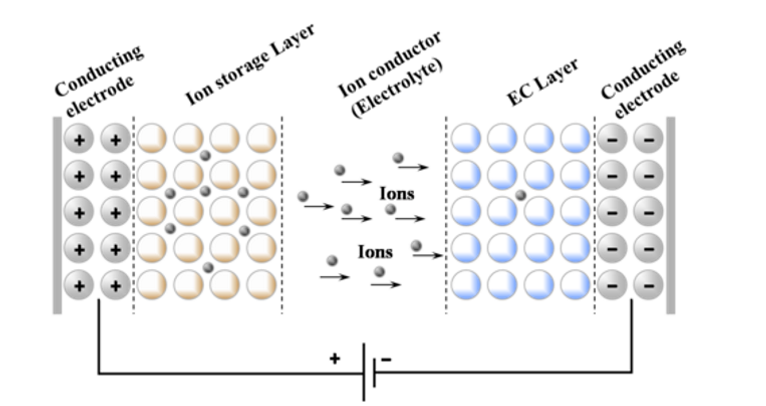 Conducting
electrode
Ion storage Layer
Ion conductor
(Electrolyte)
EC Layer
Conducting
electrode
+ + - -
+ + - -
Ions
+ + - -
Ions
+ + - -
+ + - -
+ -